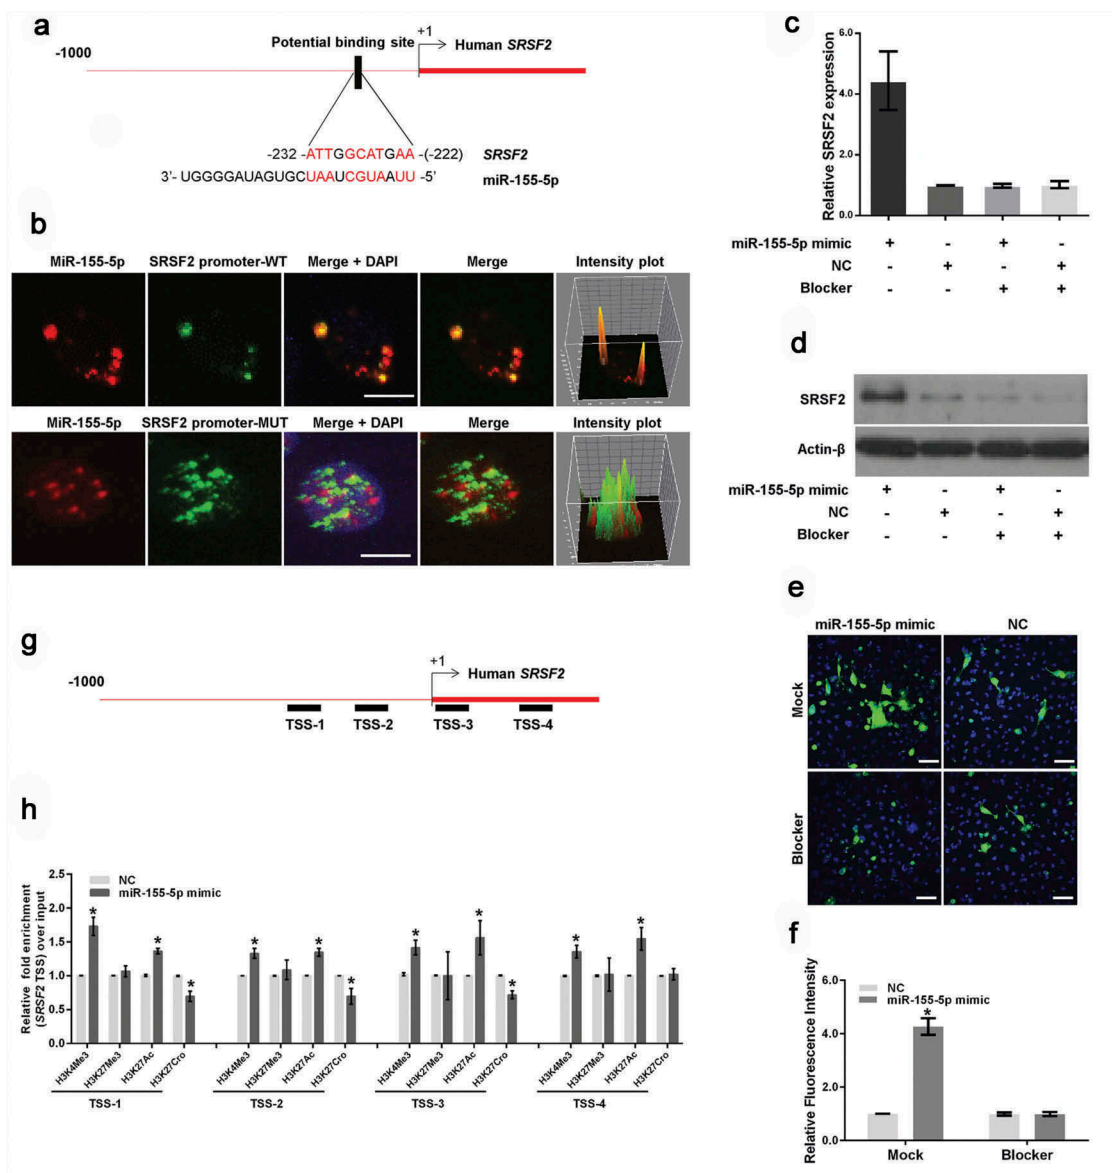 a
-1000
Potential binding site
+1
Human SRSF2
-232 -ATTGGCATGAA -(-222) SRSF2
3'- UGGGGAUAGUGCUAAUCGUAAUU -5' miR-155-5p
b
MiR-155-5p SRSF2 promoter-WT Merge + DAPI Merge Intensity plot
MiR-155-5p SRSF2 promoter-MUT Merge + DAPI Merge Intensity plot
c
Relative SRSF2 expression
6.0
4.0
2.0
0.0
miR-155-5p mimic + - + -
NC - + - +
Blocker - - + +
d
SRSF2
Actin-β
miR-155-5p mimic + - + -
NC - + - +
Blocker - - + +
e
miR-155-5p mimic NC
Mock
Blocker
f
Relative Fluorescence Intensity
6.0
4.0
2.0
0.0
NC
miR-155-5p mimic
*
Mock Blocker
g
-1000
+1
Human SRSF2
TSS-1 TSS-2 TSS-3 TSS-4
h
Relative fold enrichment
(SRSF2 TSS) over input
2.5
2.0
1.5
1.0
0.5
0.0
NC
miR-155-5p mimic
* * * * * * * * * * *
H3K4Me3 H3K27Me3 H3K27Ac H3K27Cro H3K4Me3 H3K27Me3 H3K27Ac H3K27Cro H3K4Me3 H3K27Me3 H3K27Ac H3K27Cro H3K4Me3 H3K27Me3 H3K27Ac H3K27Cro
TSS-1 TSS-2 TSS-3 TSS-4